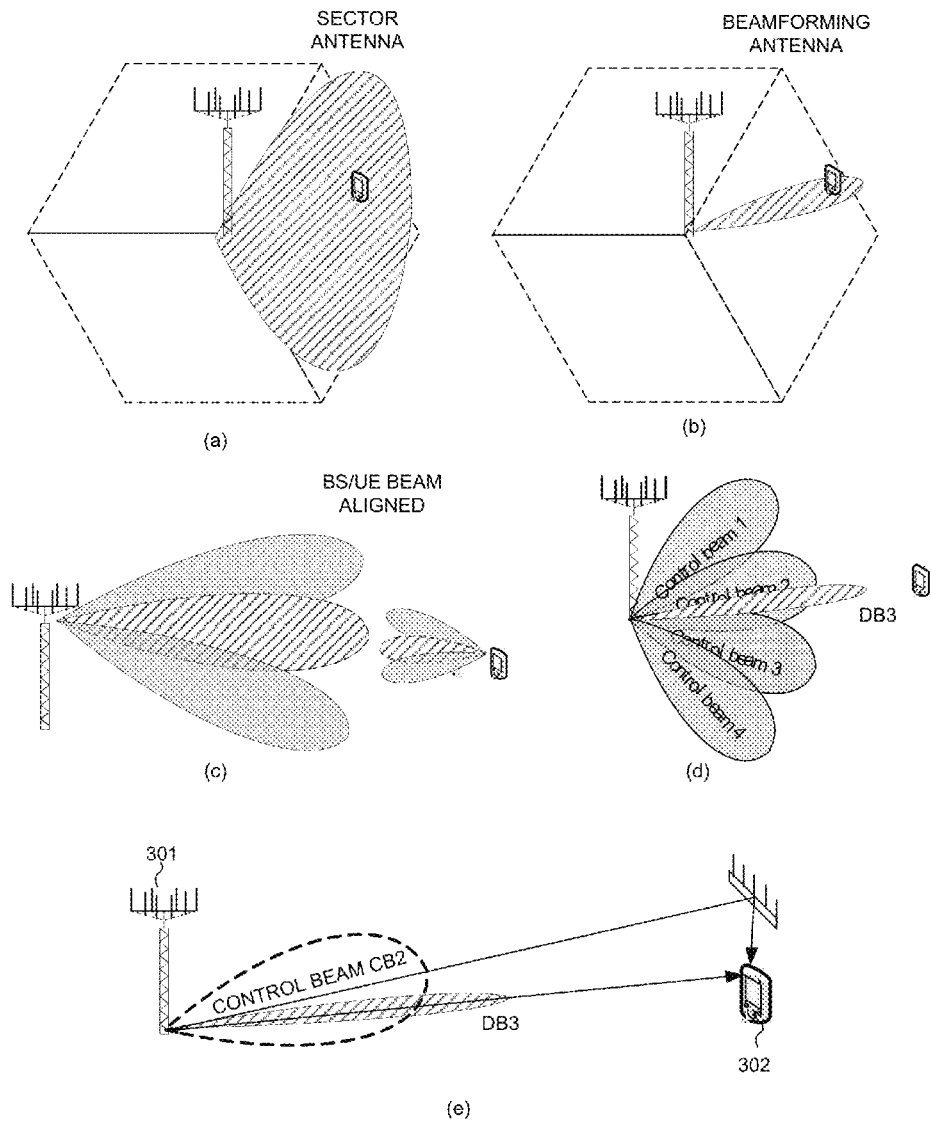 SECTOR
ANTENNA
BEAMFORMING
ANTENNA
(a)
(b)
BS/UE BEAM
ALIGNED
Control beam 1
Control beam 2
DB3
Control beam 3
Control beam 4
(c)
(d)
301
CONTROL BEAM CB2
DB3
302
(e)